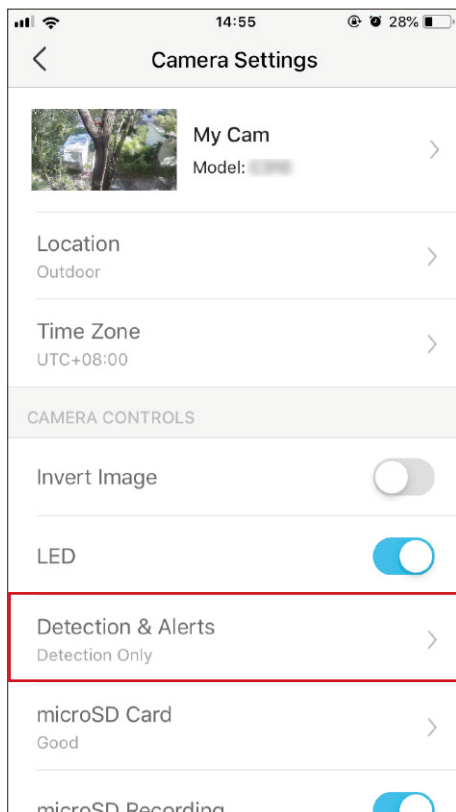 14:55
28%
Camera Settings
My Cam
Model:
Location
Outdoor
Time Zone
UTC+08:00
CAMERA CONTROLS
Invert Image
LED
Detection & Alerts
Detection Only
microSD Card
Good
microSD Recording